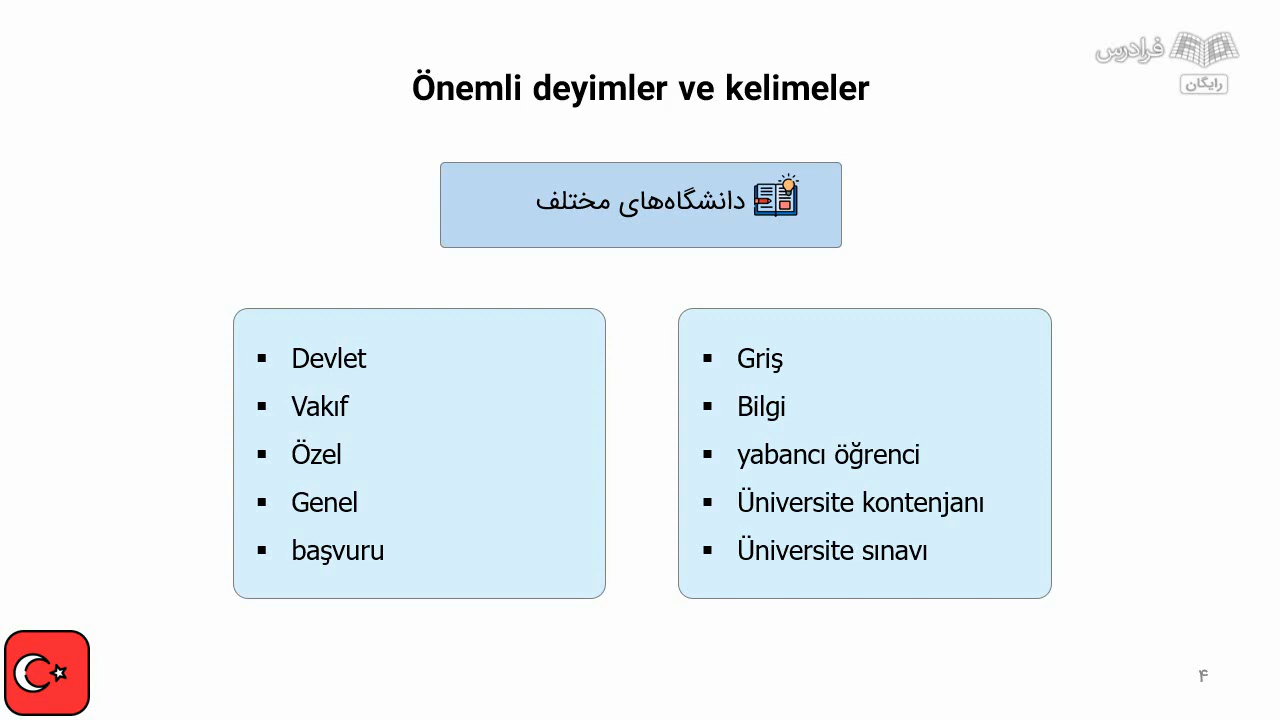 فرادرس
رایگان
Önemli deyimler ve kelimeler
دانشگاه‌های مختلف
Devlet
Vakıf
Özel
Genel
başvuru
Griş
Bilgi
yabancı öğrenci
Üniversite kontenjanı
Üniversite sınavı
۴